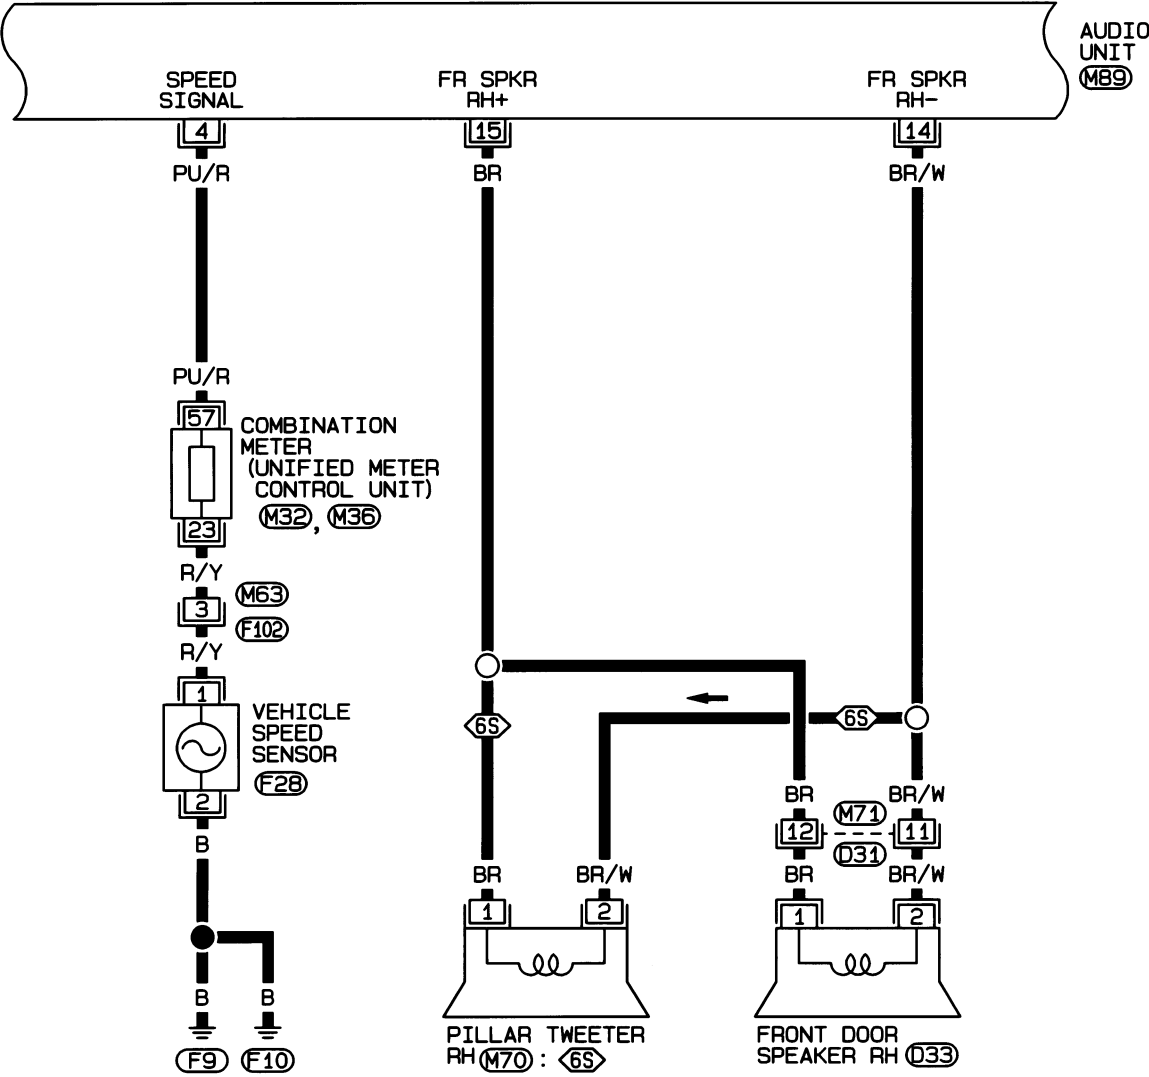 AUDIO
UNIT
M89
SPEED
SIGNAL
FR SPKR
RH+
FR SPKR
RH-
4
15
14
PU/R
BR
BR/W
PU/R
57
COMBINATION
METER
(UNIFIED METER
CONTROL UNIT)
M32, M36
23
R/Y
M63
3
F102
R/Y
1
VEHICLE
SPEED
SENSOR
F28
2
B
6S
6S
BR
BR/W
M71
12
11
D31
BR
BR/W
BR
BR/W
1
2
1
2
B
B
F9
F10
PILLAR TWEETER
RH M70 : 6S
FRONT DOOR
SPEAKER RH D33